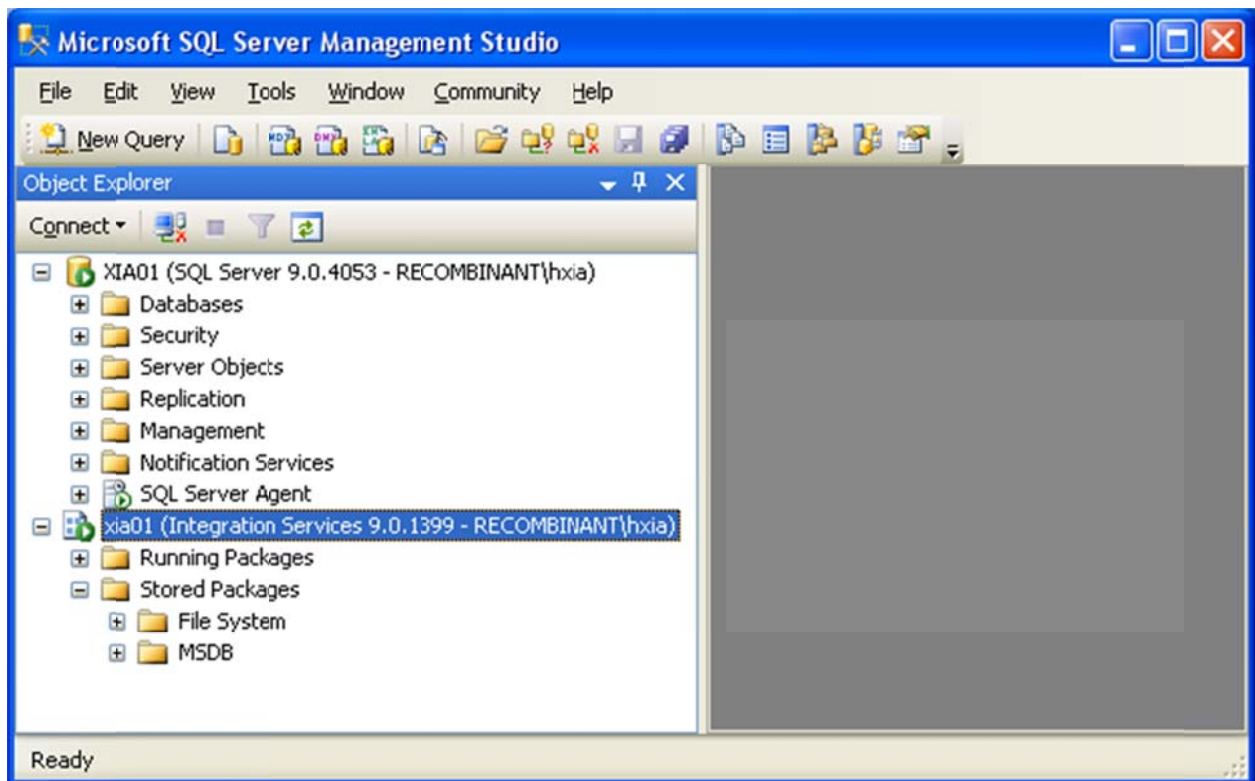 Microsoft SQL Server Management Studio
File Edit View Tools Window Community Help
New Query
Object Explorer
Connect
XIA01 (SQL Server 9.0.4053 - RECOMBINANT\hxia)
Databases
Security
Server Objects
Replication
Management
Notification Services
SQL Server Agent
xia01 (Integration Services 9.0.1399 - RECOMBINANT\hxia)
Running Packages
Stored Packages
File System
MSDB
Ready